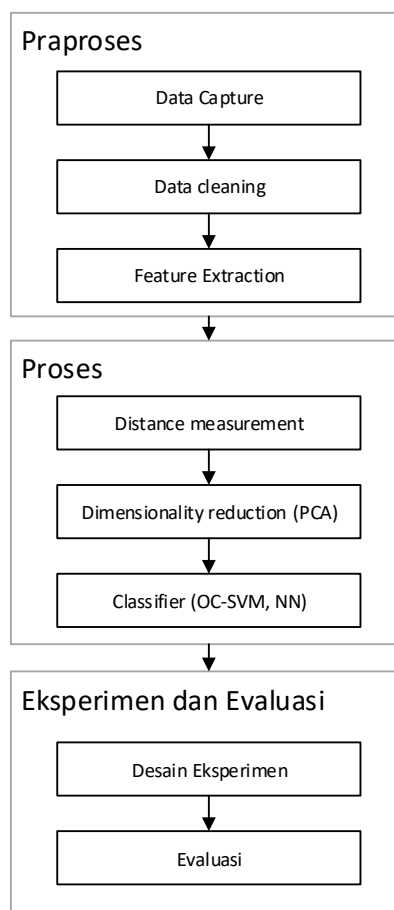 Praproses
Data Capture
Data cleaning
Feature Extraction
Proses
Distance measurement
Dimensionality reduction (PCA)
Classifier (OC-SVM, NN)
Eksperimen dan Evaluasi
Desain Eksperimen
Evaluasi